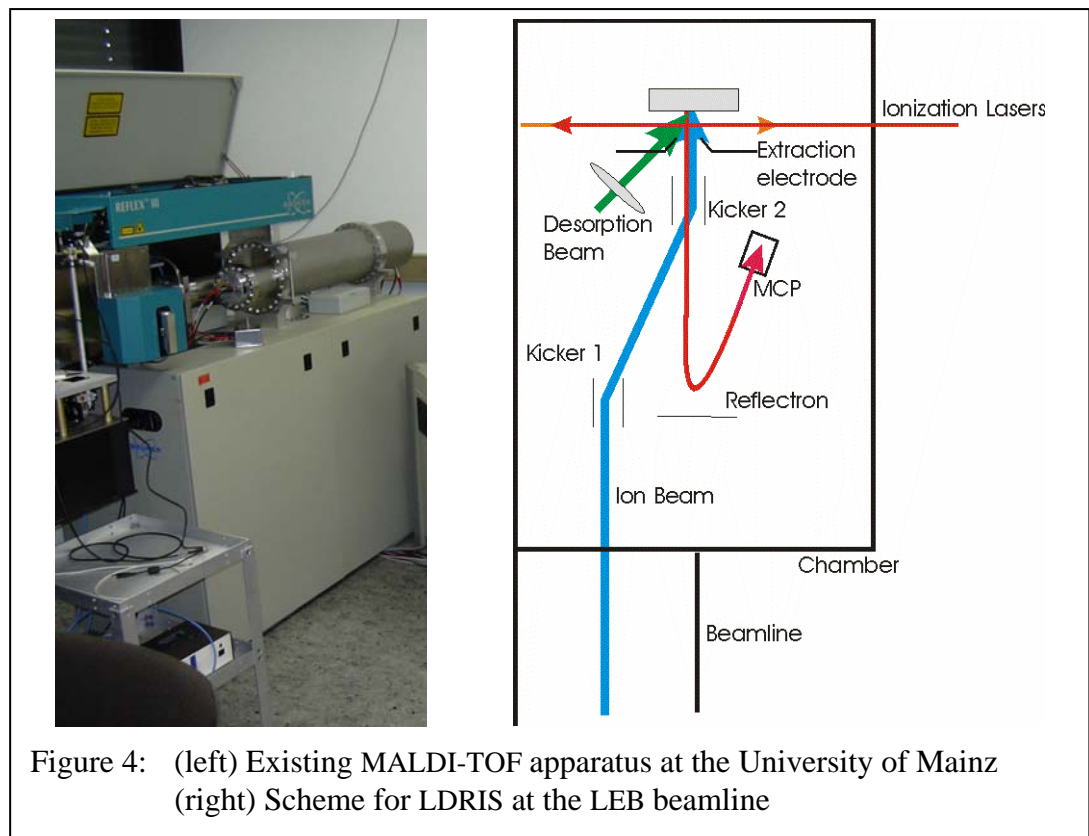 REFLEX III
Ionization Lasers
Extraction
electrode
Desorption
Beam
Kicker 2
MCP
Kicker 1
Reflectron
Ion Beam
Chamber
Beamline
Figure 4: (left) Existing MALDI-TOF apparatus at the University of Mainz
(right) Scheme for LDRIS at the LEB beamline